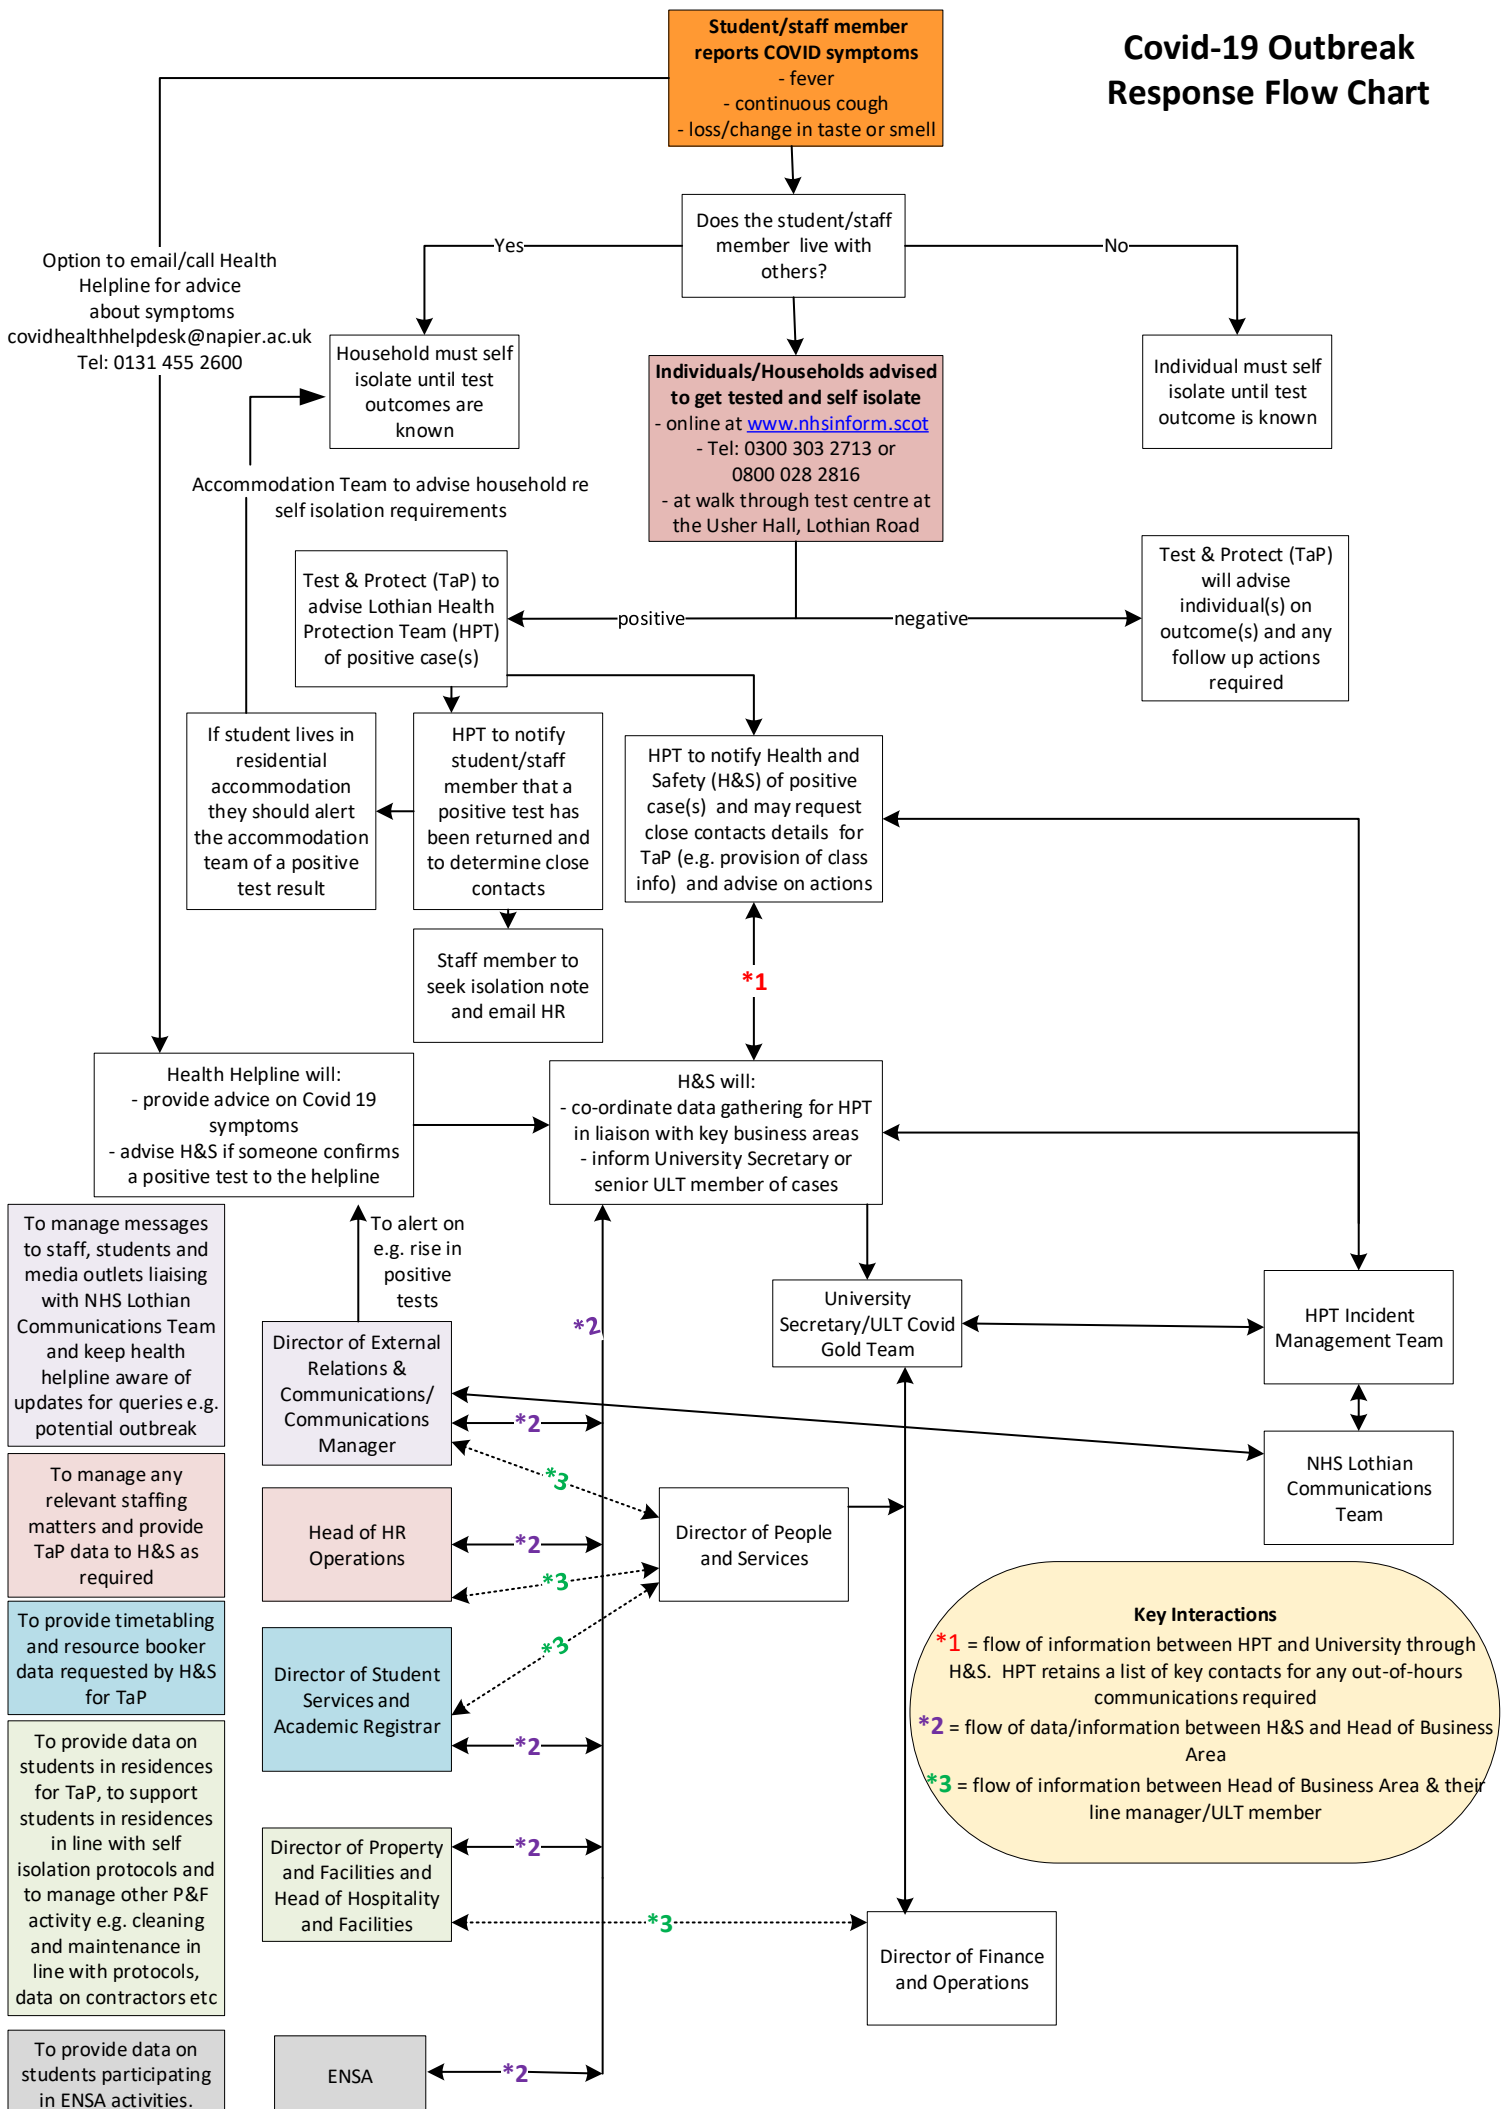 Covid-19 Outbreak
Response Flow Chart
Student/staff member
reports COVID symptoms
- fever
- continuous cough
- loss/change in taste or smell
Does the student/staff
member live with
others?
Yes
No
Option to email/call Health
Helpline for advice
about symptoms
covidhealthhelpdesk@napier.ac.uk
Tel: 0131 455 2600
Household must self
isolate until test
outcomes are
known
Individuals/Households advised
to get tested and self isolate
- online at www.nhsinform.scot
- Tel: 0300 303 2713 or
0800 028 2816
- at walk through test centre at
the Usher Hall, Lothian Road
Individual must self
isolate until test
outcome is known
Accommodation Team to advise household re
self isolation requirements
Test & Protect (TaP) to
advise Lothian Health
Protection Team (HPT)
of positive case(s)
positive
negative
Test & Protect (TaP)
will advise
individual(s) on
outcome(s) and any
follow up actions
required
If student lives in
residential
accommodation
they should alert
the accommodation
team of a positive
test result
HPT to notify
student/staff
member that a
positive test has
been returned and
to determine close
contacts
HPT to notify Health and
Safety (H&S) of positive
case(s) and may request
close contacts details for
TaP (e.g. provision of class
info) and advise on actions
Staff member to
seek isolation note
and email HR
*1
Health Helpline will:
- provide advice on Covid 19
symptoms
- advise H&S if someone confirms
a positive test to the helpline
H&S will:
- co-ordinate data gathering for HPT
in liaison with key business areas
- inform University Secretary or
senior ULT member of cases
To manage messages
to staff, students and
media outlets liaising
with NHS Lothian
Communications Team
and keep health
helpline aware of
updates for queries e.g.
potential outbreak
To alert on
e.g. rise in
positive
tests
*2
Director of External
Relations &
Communications/
Communications
Manager
*2
*3
University
Secretary/ULT Covid
Gold Team
HPT Incident
Management Team
NHS Lothian
Communications
Team
To manage any
relevant staffing
matters and provide
TaP data to H&S as
required
Head of HR
Operations
*2
*3
Director of People
and Services
To provide timetabling
and resource booker
data requested by H&S
for TaP
Director of Student
Services and
Academic Registrar
*3
*2
Key Interactions
*1 = flow of information between HPT and University through
H&S. HPT retains a list of key contacts for any out-of-hours
communications required
*2 = flow of data/information between H&S and Head of Business
Area
*3 = flow of information between Head of Business Area & their
line manager/ULT member
To provide data on
students in residences
for TaP, to support
students in residences
in line with self
isolation protocols and
to manage other P&F
activity e.g. cleaning
and maintenance in
line with protocols,
data on contractors etc
Director of Property
and Facilities and
Head of Hospitality
and Facilities
*2
*3
Director of Finance
and Operations
To provide data on
students participating
in ENSA activities.
ENSA
*2